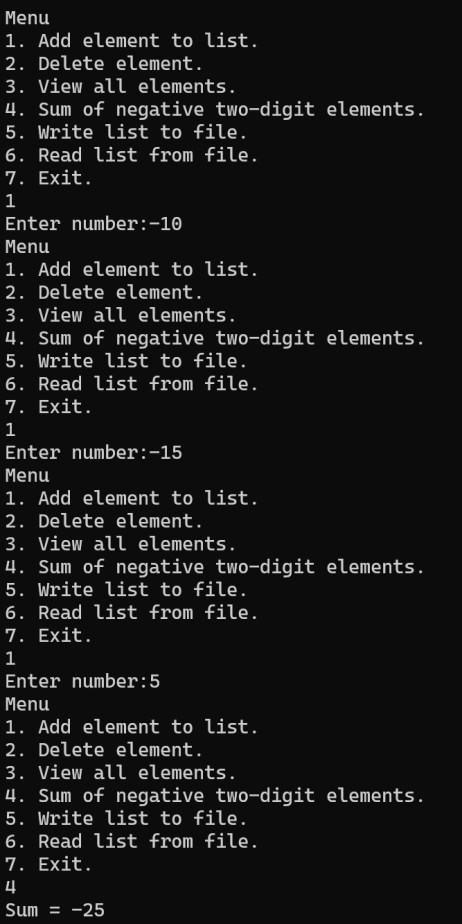 Menu
1. Add element to list.
2. Delete element.
3. View all elements.
4. Sum of negative two-digit elements.
5. Write list to file.
6. Read list from file.
7. Exit.
1
Enter number:-10
Menu
1. Add element to list.
2. Delete element.
3. View all elements.
4. Sum of negative two-digit elements.
5. Write list to file.
6. Read list from file.
7. Exit.
1
Enter number:-15
Menu
1. Add element to list.
2. Delete element.
3. View all elements.
4. Sum of negative two-digit elements.
5. Write list to file.
6. Read list from file.
7. Exit.
1
Enter number:5
Menu
1. Add element to list.
2. Delete element.
3. View all elements.
4. Sum of negative two-digit elements.
5. Write list to file.
6. Read list from file.
7. Exit.
4
Sum = -25